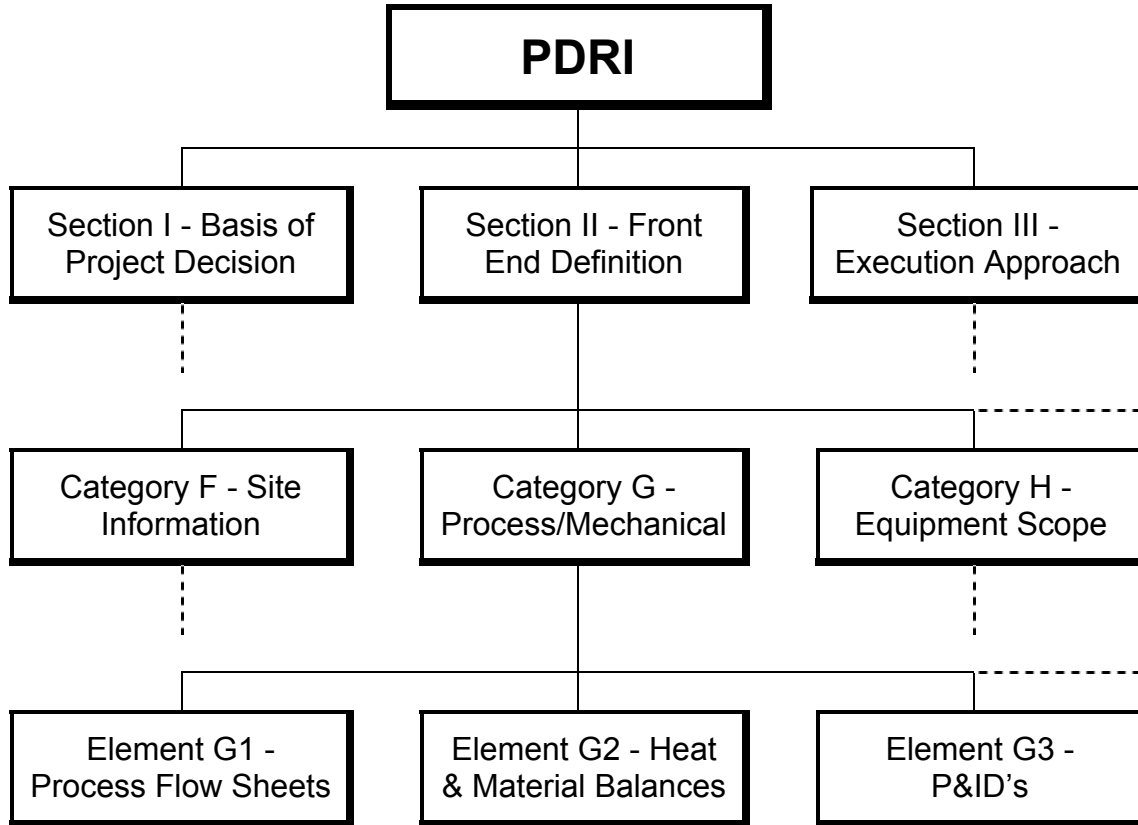 PDRI
Section I - Basis of
Project Decision
Section II - Front
End Definition
Section III -
Execution Approach
Category F - Site
Information
Category G -
Process/Mechanical
Category H -
Equipment Scope
Element G1 -
Process Flow Sheets
Element G2 - Heat
& Material Balances
Element G3 -
P&ID’s